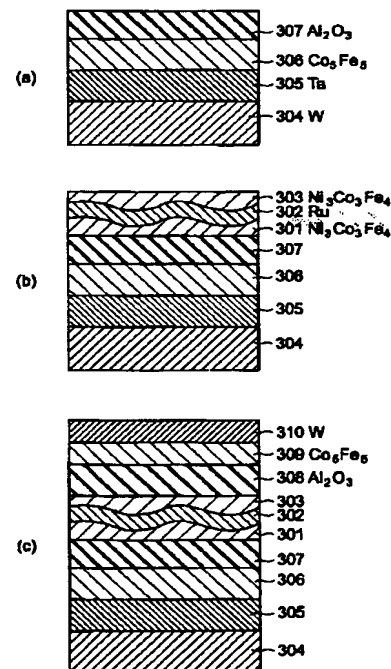 (a)
307 Al₂O₃
306 Co₅Fe₅
305 Ta
304 W
(b)
303 Ni₃Co₃Fe₄
302 Ru
301 Ni₃Co₃Fe₄
307
306
305
304
(c)
310 W
309 Co₅Fe₅
308 Al₂O₃
303
302
301
307
306
305
304